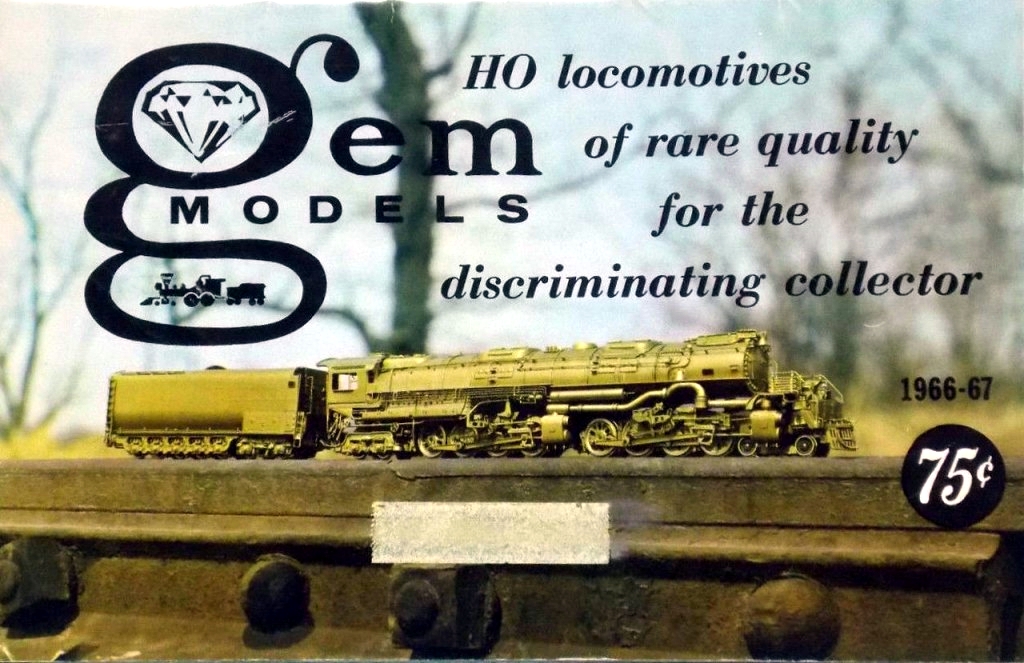 gem
MODELS
HO locomotives
of rare quality
for the
discriminating collector
1966-67
75¢